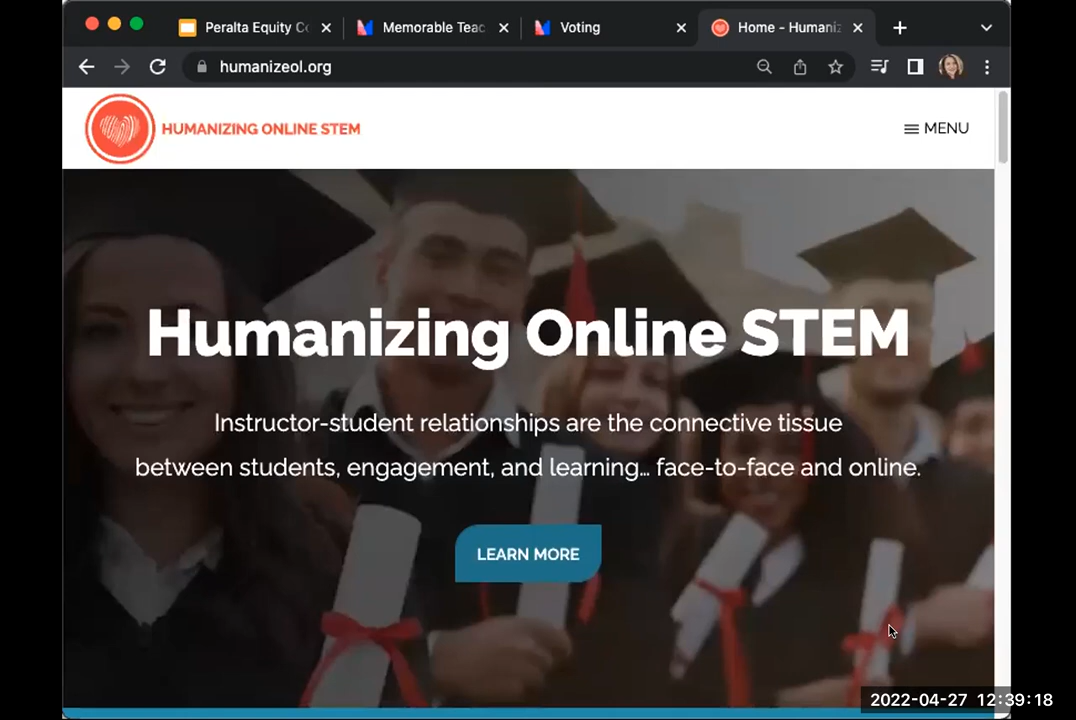 Peralta Equity Co
Memorable Teac
Voting
Home - Humaniz
humanizeol.org
HUMANIZING ONLINE STEM
MENU
Humanizing Online STEM
Instructor-student relationships are the connective tissue
between students, engagement, and learning... face-to-face and online.
LEARN MORE
2022-04-27 12:39:18